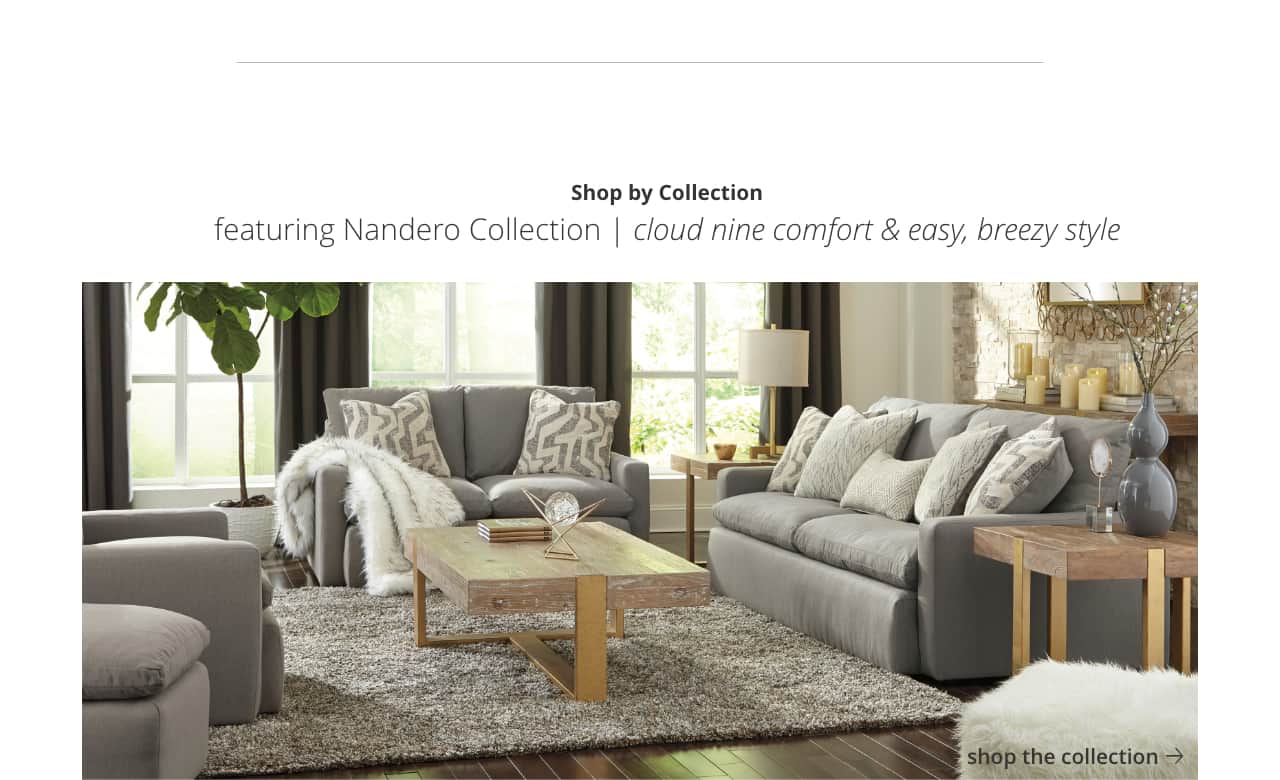 Shop by Collection
featuring Nandero Collection | cloud nine comfort & easy, breezy style
shop the collection →